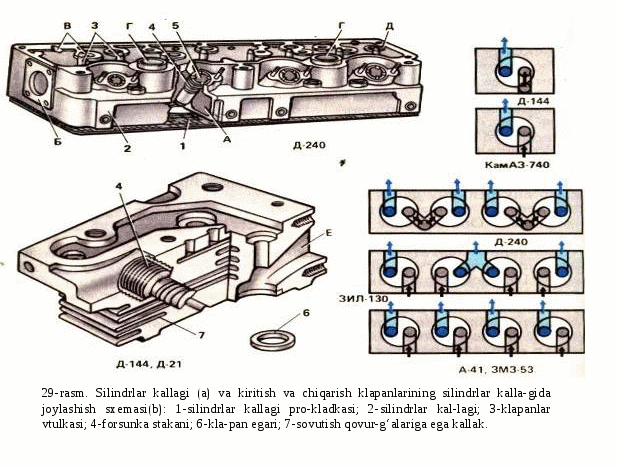 В 3 Г 4 5 Г Д
Б 2 1 А
Д-240
Д-144
КамАЗ-740
4
Е
Д-240
ЗИЛ-130
6
7
Д-144, Д-21
А-41, ЗМЗ-53
29-rasm. Silindrlar kallagi (a) va kiritish va chiqarish klapanlarining silindrlar kalla-gida
joylashish sxemasi(b): 1-silindrlar kallagi pro-kladkasi; 2-silindrlar kal-lagi; 3-klapanlar
vtulkasi; 4-forsunka stakani; 6-kla-pan egari; 7-sovutish qovur-g‘alariga ega kallak.